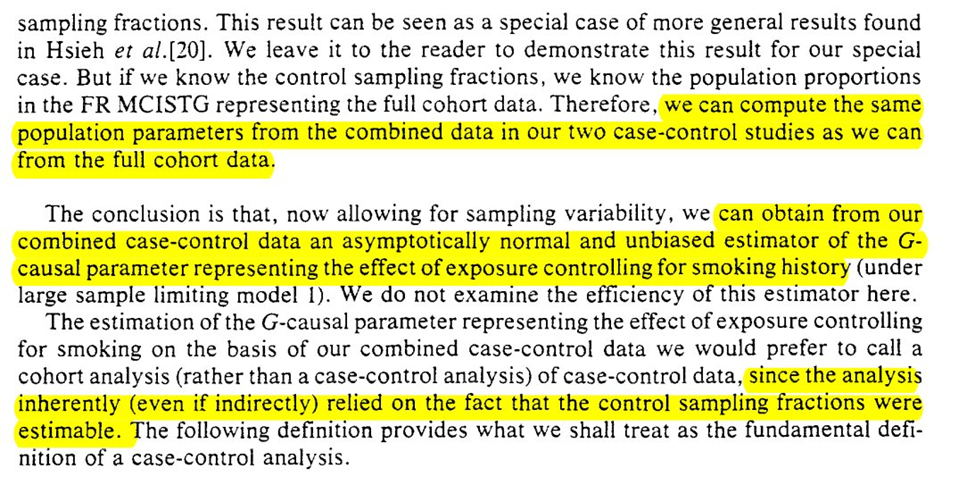 sampling fractions. This result can be seen as a special case of more general results found
in Hsieh et al.[20]. We leave it to the reader to demonstrate this result for our special
case. But if we know the control sampling fractions, we know the population proportions
in the FR MCISTG representing the full cohort data. Therefore, we can compute the same
population parameters from the combined data in our two case-control studies as we can
from the full cohort data.
The conclusion is that, now allowing for sampling variability, we can obtain from our
combined case-control data an asymptotically normal and unbiased estimator of the G-
causal parameter representing the effect of exposure controlling for smoking history (under
large sample limiting model 1). We do not examine the efficiency of this estimator here.
The estimation of the G-causal parameter representing the effect of exposure controlling
for smoking on the basis of our combined case-control data we would prefer to call a
cohort analysis (rather than a case-control analysis) of case-control data, since the analysis
inherently (even if indirectly) relied on the fact that the control sampling fractions were
estimable. The following definition provides what we shall treat as the fundamental defi-
nition of a case-control analysis.